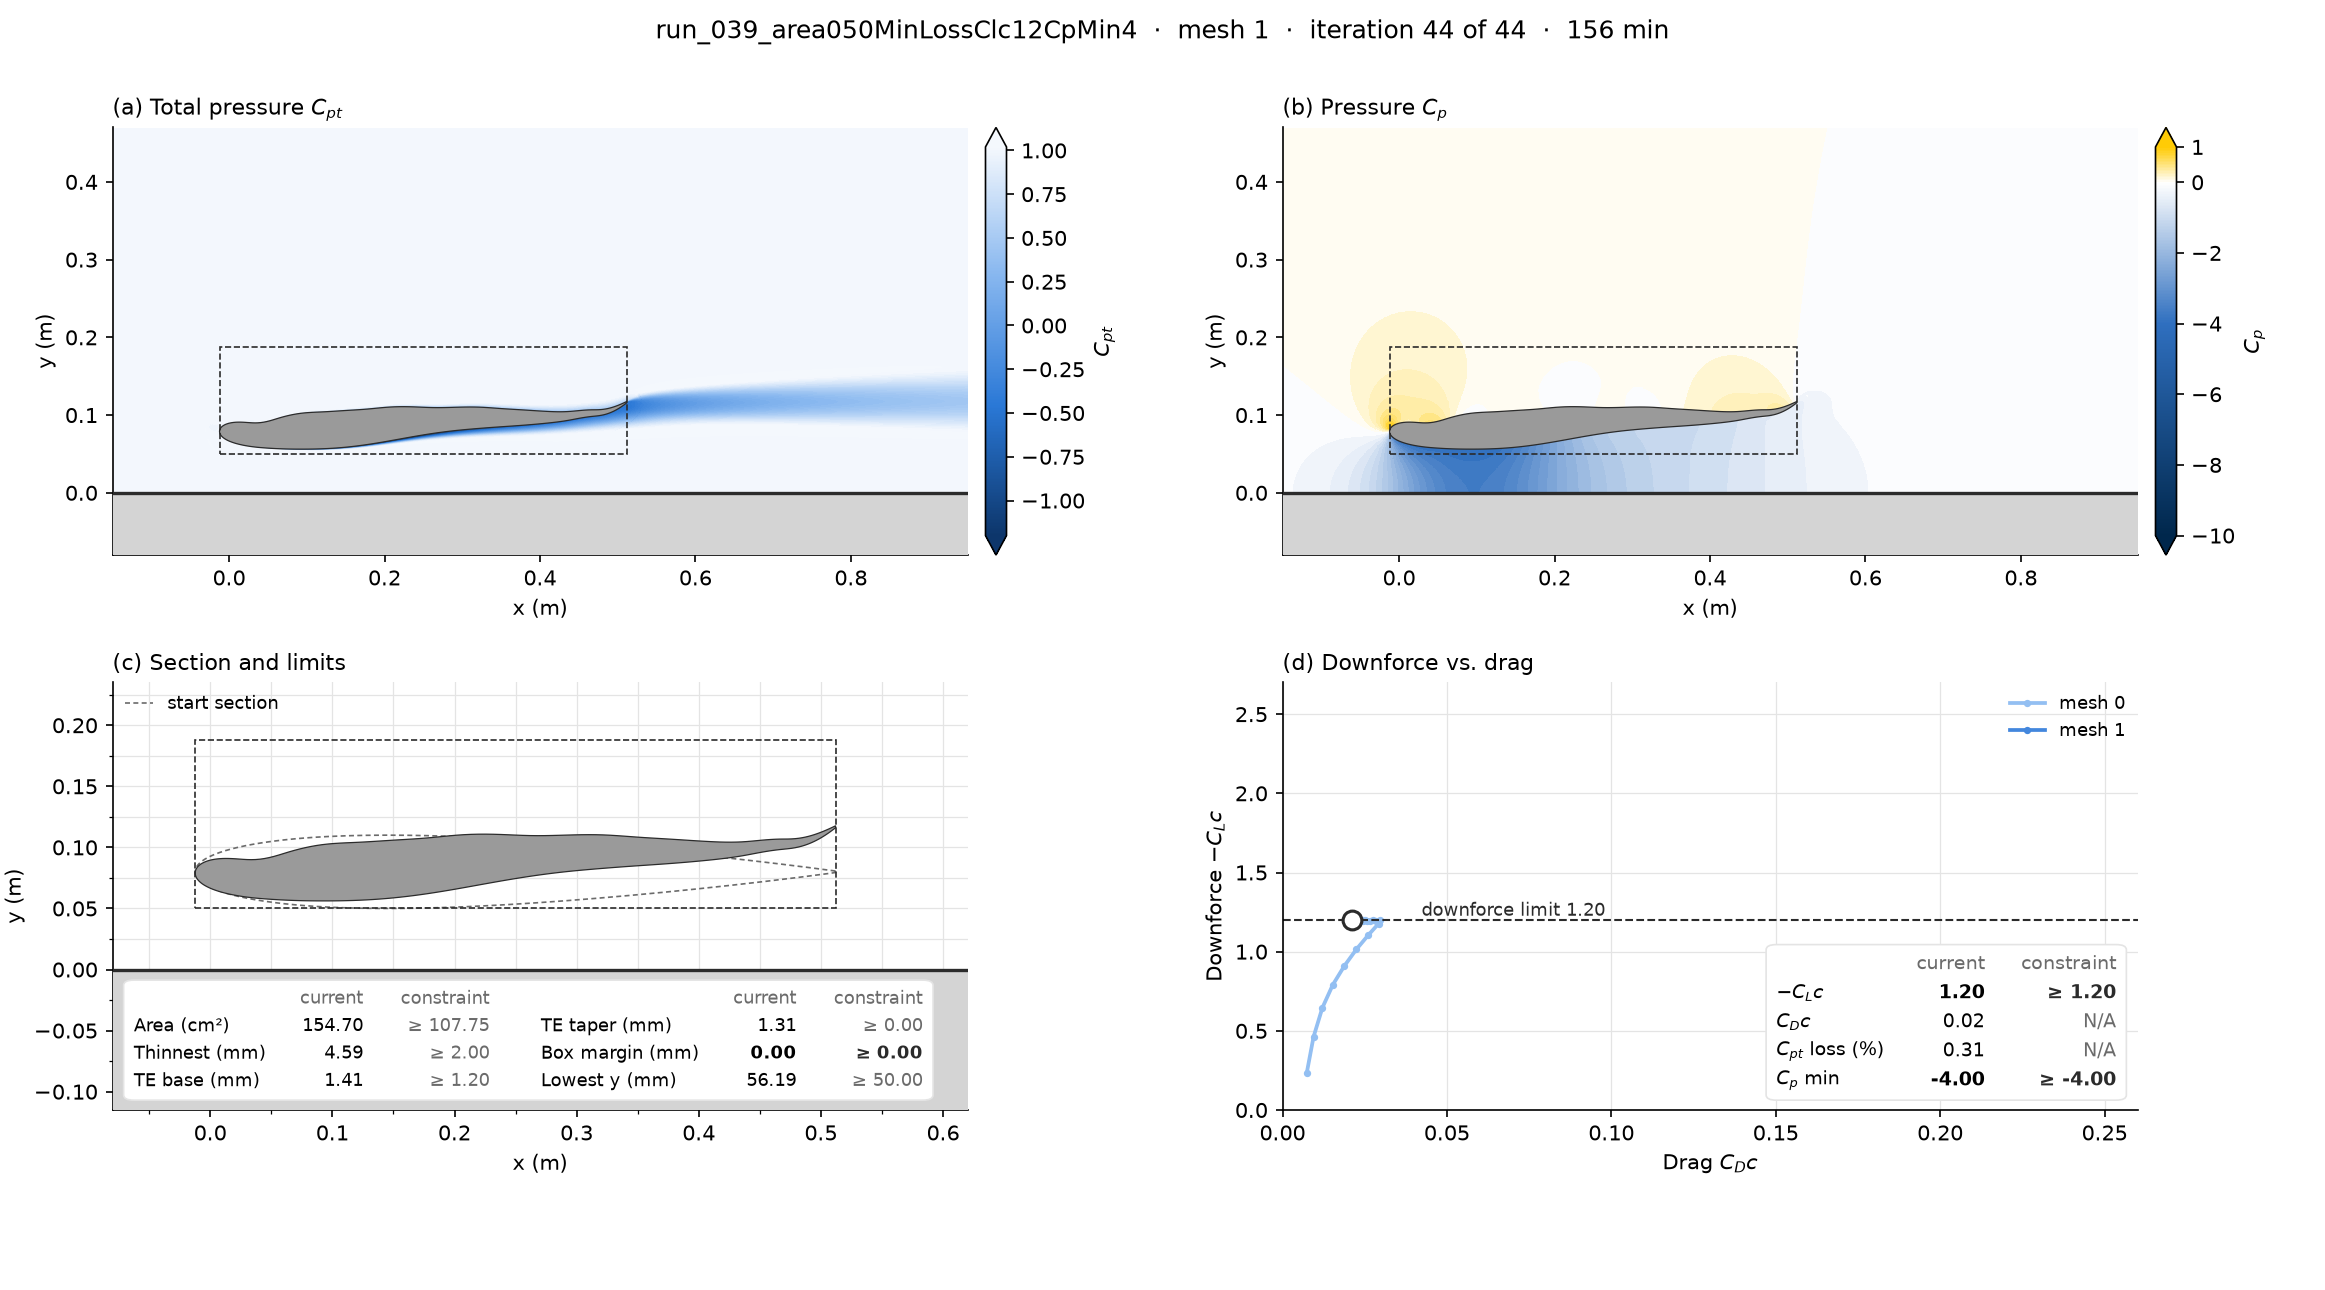 run_039_area050MinLossClc12CpMin4 · mesh 1 · iteration 44 of 44 · 156 min
(a) Total pressure Cpt
0.4
0.3
0.2
0.1
0.0
y (m)
0.0 0.2 0.4 0.6 0.8
x (m)
1.00
0.75
0.50
0.25
0.00
−0.25
−0.50
−0.75
−1.00
Cpt
(b) Pressure Cp
0.4
0.3
0.2
0.1
0.0
y (m)
0.0 0.2 0.4 0.6 0.8
x (m)
1
0
−2
−4
−6
−8
−10
Cp
(c) Section and limits
start section
0.20
0.15
0.10
0.05
0.00
−0.05
−0.10
y (m)
current constraint current constraint
Area (cm²) 154.70 ≥ 107.75 TE taper (mm) 1.31 ≥ 0.00
Thinnest (mm) 4.59 ≥ 2.00 Box margin (mm) 0.00 ≥ 0.00
TE base (mm) 1.41 ≥ 1.20 Lowest y (mm) 56.19 ≥ 50.00
0.0 0.1 0.2 0.3 0.4 0.5 0.6
x (m)
(d) Downforce vs. drag
mesh 0
mesh 1
2.5
2.0
1.5
1.0
0.5
0.0
Downforce −CLc
downforce limit 1.20
current constraint
−CLc 1.20 ≥ 1.20
CDc 0.02 N/A
Cpt loss (%) 0.31 N/A
Cp min -4.00 ≥ -4.00
0.00 0.05 0.10 0.15 0.20 0.25
Drag CDc